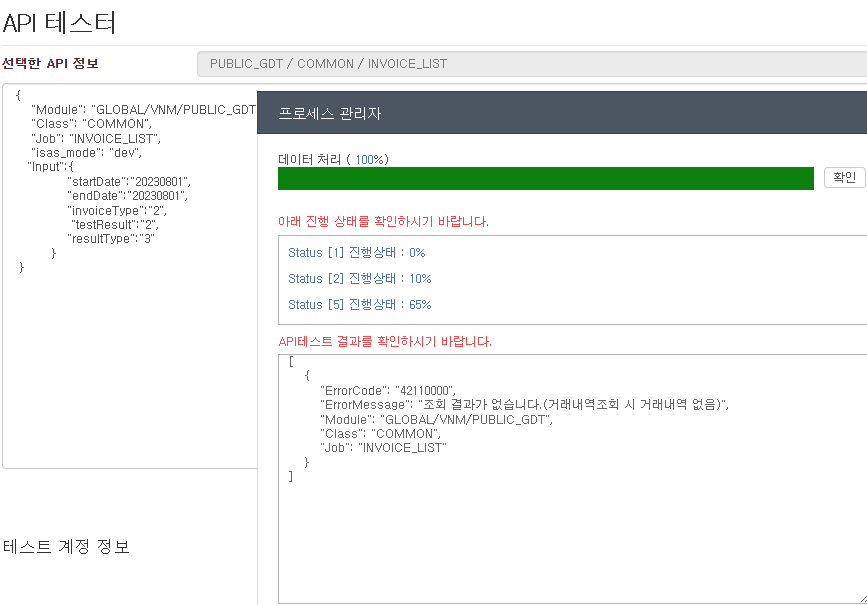 API 테스터
선택한 API 정보
PUBLIC_GDT / COMMON / INVOICE_LIST
{
"Module": "GLOBAL/VNM/PUBLIC_GDT
"Class": "COMMON",
"Job": "INVOICE_LIST",
"isas_mode": "dev",
"Input":{
"startDate":"20230801",
"endDate":"20230801",
"invoiceType":"2",
"testResult":"2",
"resultType":"3"
}
}
프로세스 관리자
데이터 처리 ( 100%)
확인
아래 진행 상태를 확인하시기 바랍니다.
Status [1] 진행상태 : 0%
Status [2] 진행상태 : 10%
Status [5] 진행상태 : 65%
API테스트 결과를 확인하시기 바랍니다.
[
{
"ErrorCode": "42110000",
"ErrorMessage": "조회 결과가 없습니다.(거래내역조회 시 거래내역 없음)",
"Module": "GLOBAL/VNM/PUBLIC_GDT",
"Class": "COMMON",
"Job": "INVOICE_LIST"
}
]
테스트 계정 정보